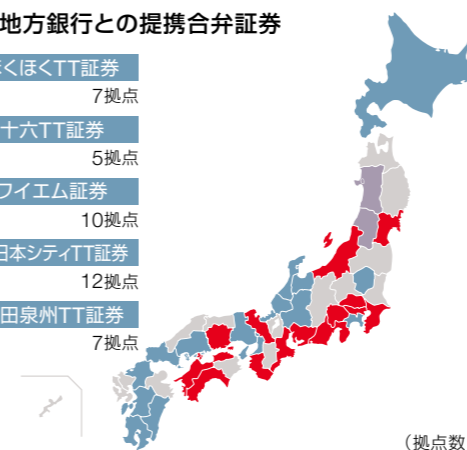 地方銀行との提携合弁証券
ほくほくTT証券
7拠点
十六TT証券
5拠点
ワイエム証券
10拠点
日本シティTT証券
12拠点
田泉州TT証券
7拠点
（拠点数